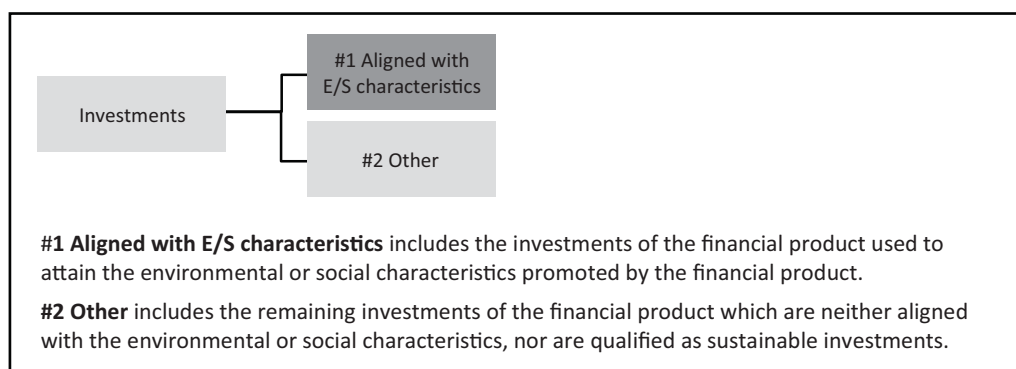 #1 Aligned with
E/S characteristics
Investments
#2 Other
#1 Aligned with E/S characteristics includes the investments of the financial product used to
attain the environmental or social characteristics promoted by the financial product.
#2 Other includes the remaining investments of the financial product which are neither aligned
with the environmental or social characteristics, nor are qualified as sustainable investments.